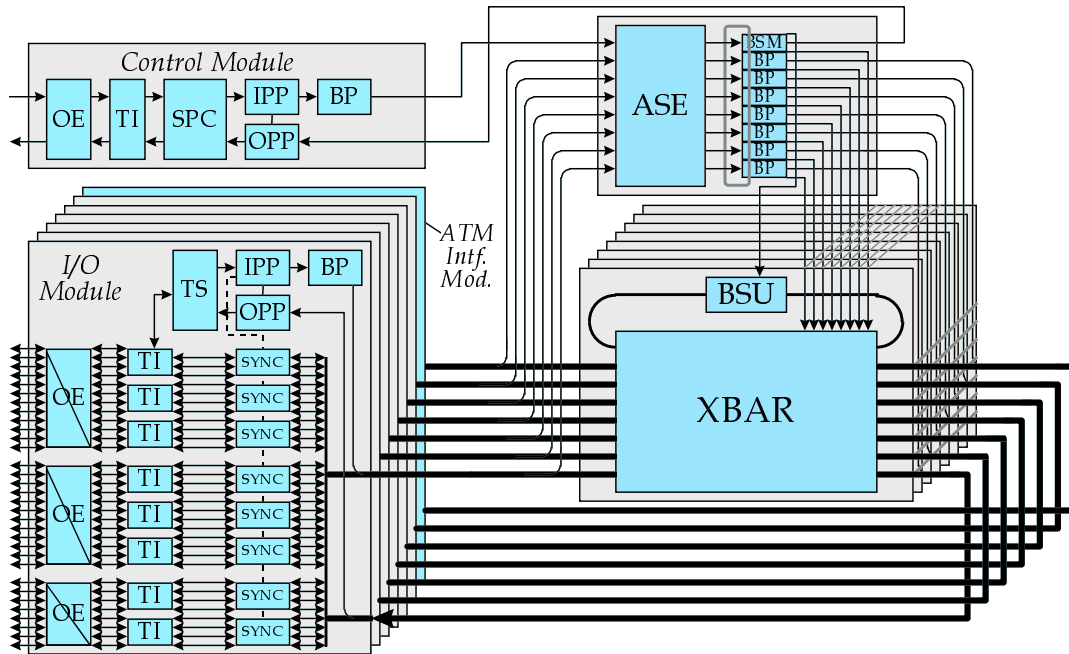 Control Module
OE
TI
SPC
IPP
OPP
BP
ASE
BSM
BP
BP
BP
BP
BP
BP
BP
ATM
Intf.
Mod.
I/O
Module
TS
IPP
OPP
BP
BSU
XBAR
OE
TI
SYNC
TI
SYNC
TI
SYNC
OE
TI
SYNC
TI
SYNC
TI
SYNC
OE
TI
SYNC
TI
SYNC